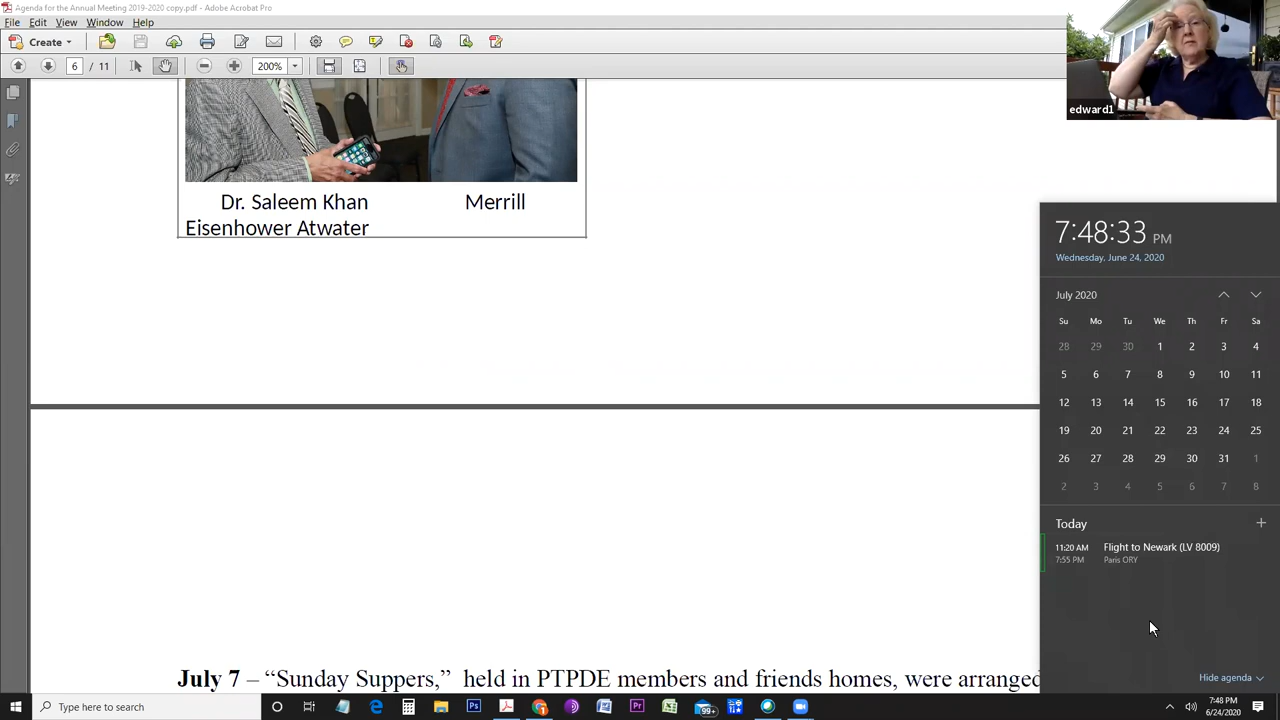 Agenda for the Annual Meeting 2019-2020 copy.pdf - Adobe Acrobat Pro
File Edit View Window Help
Create
6 / 11 200%
edward1
Dr. Saleem Khan Merrill
Eisenhower Atwater
7:48:33 PM
Wednesday, June 24, 2020
July 2020
Su Mo Tu We Th Fr Sa
28 29 30 1 2 3 4
5 6 7 8 9 10 11
12 13 14 15 16 17 18
19 20 21 22 23 24 25
26 27 28 29 30 31 1
2 3 4 5 6 7 8
Today
11:20 AM Flight to Newark (LV 8009)
7:55 PM Paris ORY
July 7 – “Sunday Suppers,” held in PTPDE members and friends homes, were arranged
Hide agenda
Type here to search
99+
7:48 PM
6/24/2020